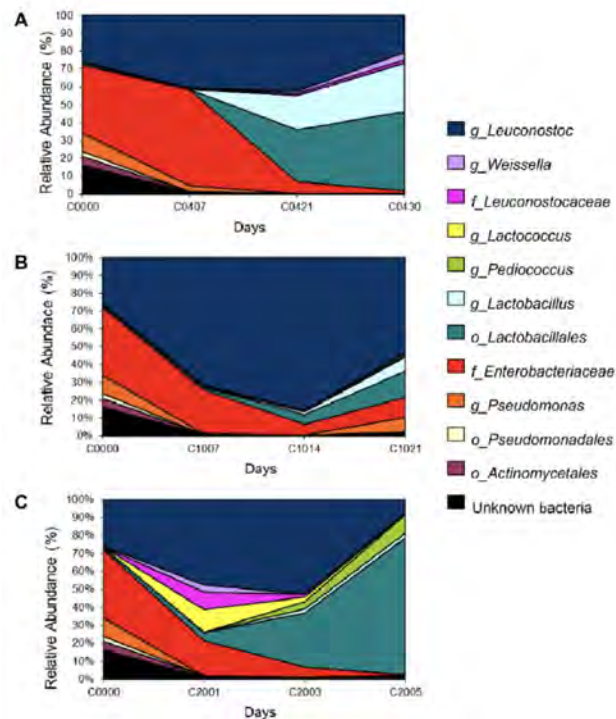 A
Relative Abundance (%)
100
90
80
70
60
50
40
30
20
10
0
C0000 C0407 C0421 C0430
Days
B
Relative Abundace (%)
100%
90%
80%
70%
60%
50%
40%
30%
20%
10%
0%
C0000 C1007 C1014 C1021
Days
C
Relative Abundance (%)
100%
90%
80%
70%
60%
50%
40%
30%
20%
10%
0%
C0000 C2001 C2003 C2005
Days
g_Leuconostoc
g_Weissella
f_Leuconostocaceae
g_Lactococcus
g_Pediococcus
g_Lactobacillus
o_Lactobacillales
f_Enterobacteriaceae
g_Pseudomonas
o_Pseudomonadales
o_Actinomycetales
Unknown bacteria